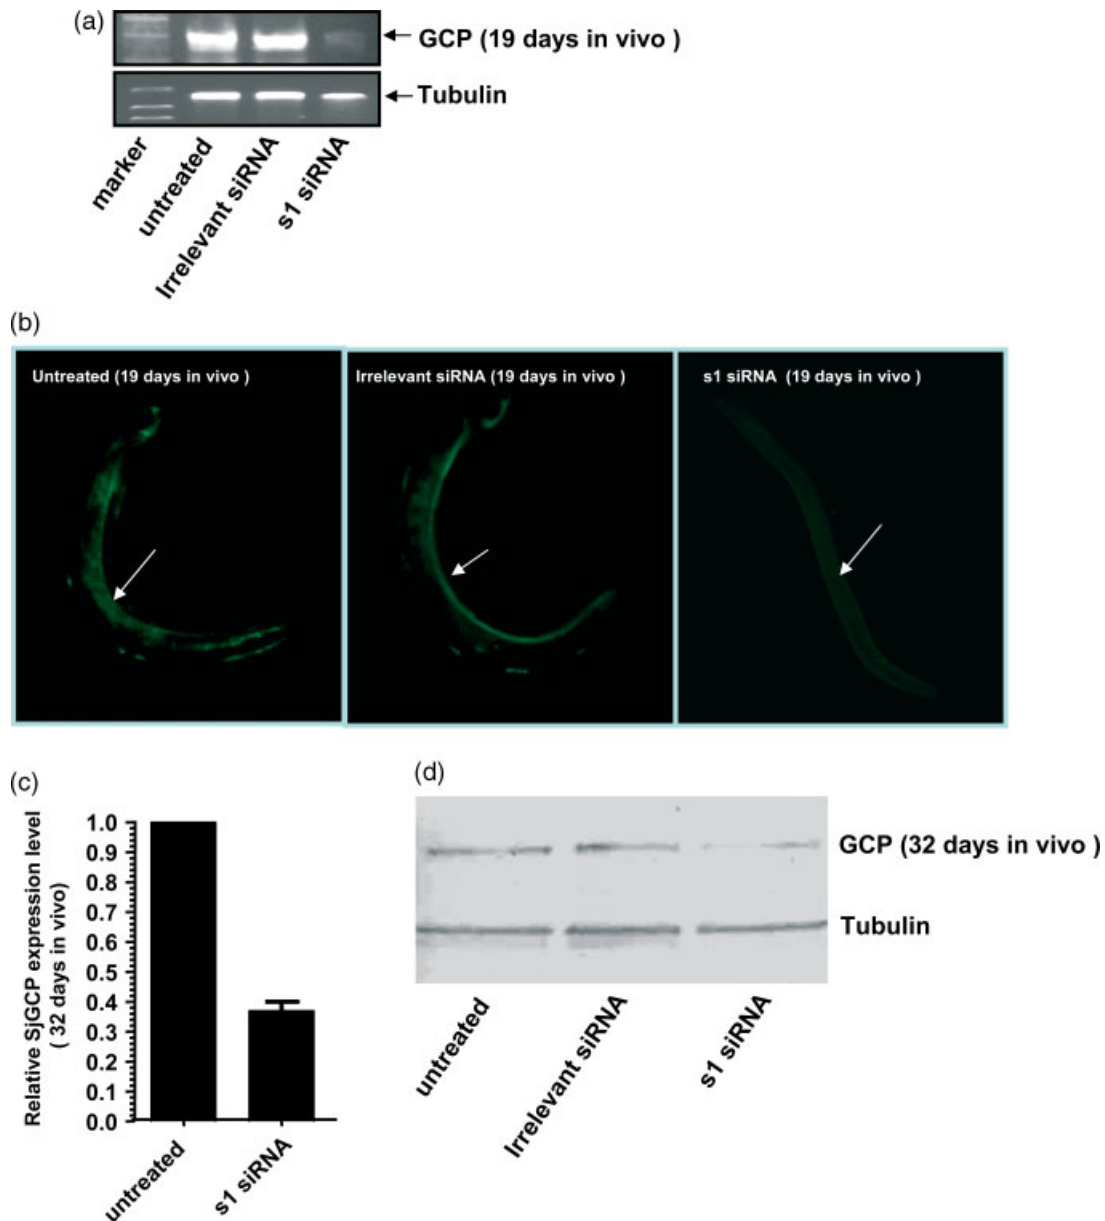 (a)
GCP (19 days in vivo )
Tubulin
marker
untreated
Irrelevant siRNA
s1 siRNA
(b)
Untreated (19 days in vivo )
Irrelevant siRNA (19 days in vivo )
s1 siRNA (19 days in vivo )
(c)
Relative SjGCP expression level
( 32 days in vivo)
1.0
0.9
0.8
0.7
0.6
0.5
0.4
0.3
0.2
0.1
0.0
untreated
s1 siRNA
(d)
GCP (32 days in vivo )
Tubulin
untreated
Irrelevant siRNA
s1 siRNA